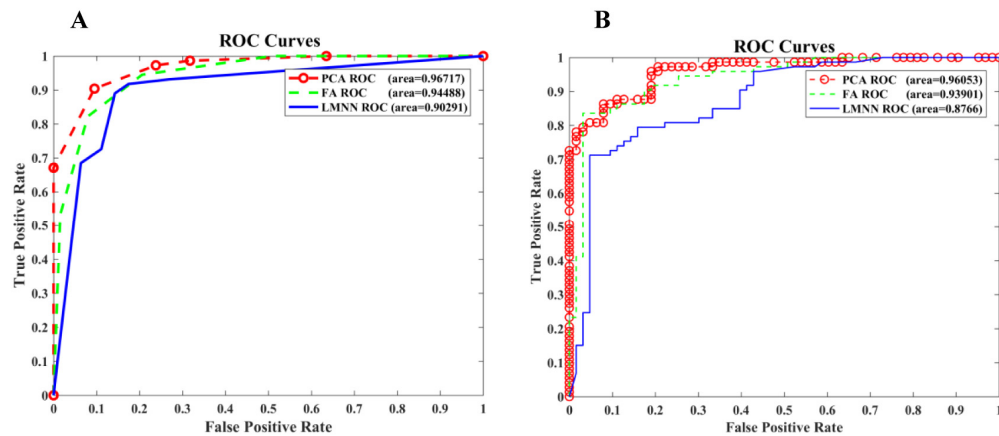 A
ROC Curves
True Positive Rate
1
0.9
0.8
0.7
0.6
0.5
0.4
0.3
0.2
0.1
0
PCA ROC (area=0.96717)
FA ROC (area=0.94488)
LMNN ROC (area=0.90291)
0 0.1 0.2 0.3 0.4 0.5 0.6 0.7 0.8 0.9 1
False Positive Rate
B
ROC Curves
True Positive Rate
1
0.9
0.8
0.7
0.6
0.5
0.4
0.3
0.2
0.1
0
PCA ROC (area=0.96053)
FA ROC (area=0.93901)
LMNN ROC (area=0.8766)
0 0.1 0.2 0.3 0.4 0.5 0.6 0.7 0.8 0.9 1
False Positive Rate